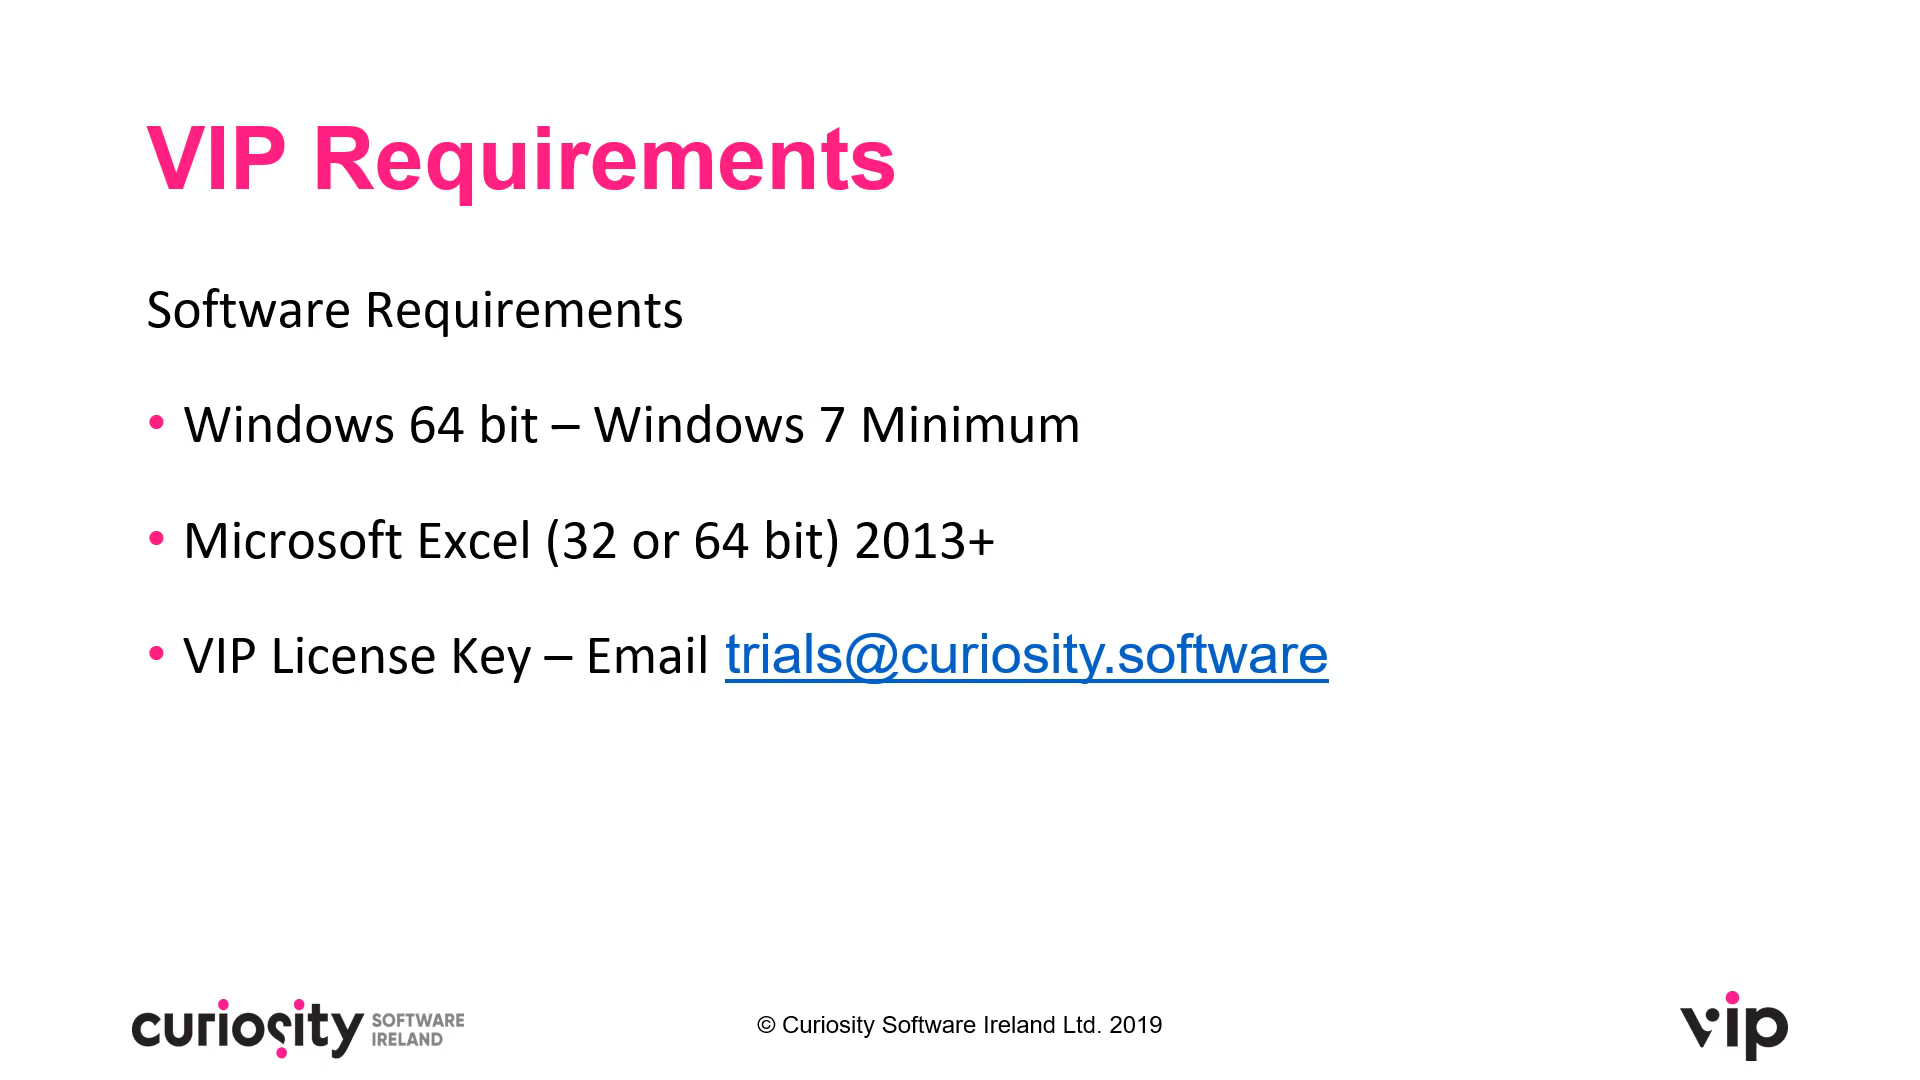 VIP Requirements
Software Requirements
• Windows 64 bit – Windows 7 Minimum
• Microsoft Excel (32 or 64 bit) 2013+
• VIP License Key – Email trials@curiosity.software
curiosity SOFTWARE IRELAND
© Curiosity Software Ireland Ltd. 2019
vip